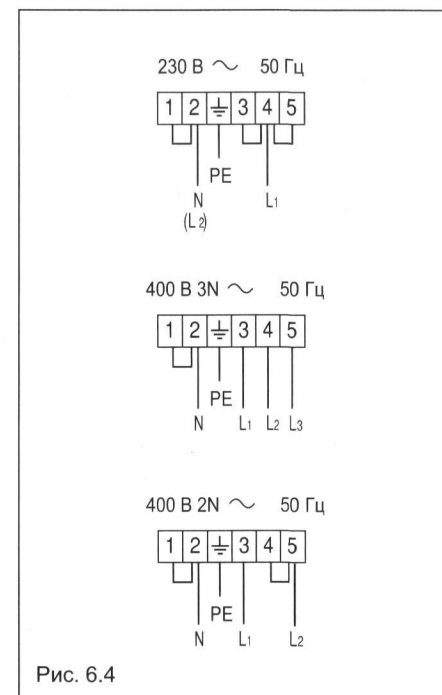 230 В ~ 50 Гц
1 2 ⏚ 3 4 5
PE
N L1
(L2)
400 В 3N ~ 50 Гц
1 2 ⏚ 3 4 5
PE
N L1 L2 L3
400 В 2N ~ 50 Гц
1 2 ⏚ 3 4 5
PE
N L1 L2
Рис. 6.4